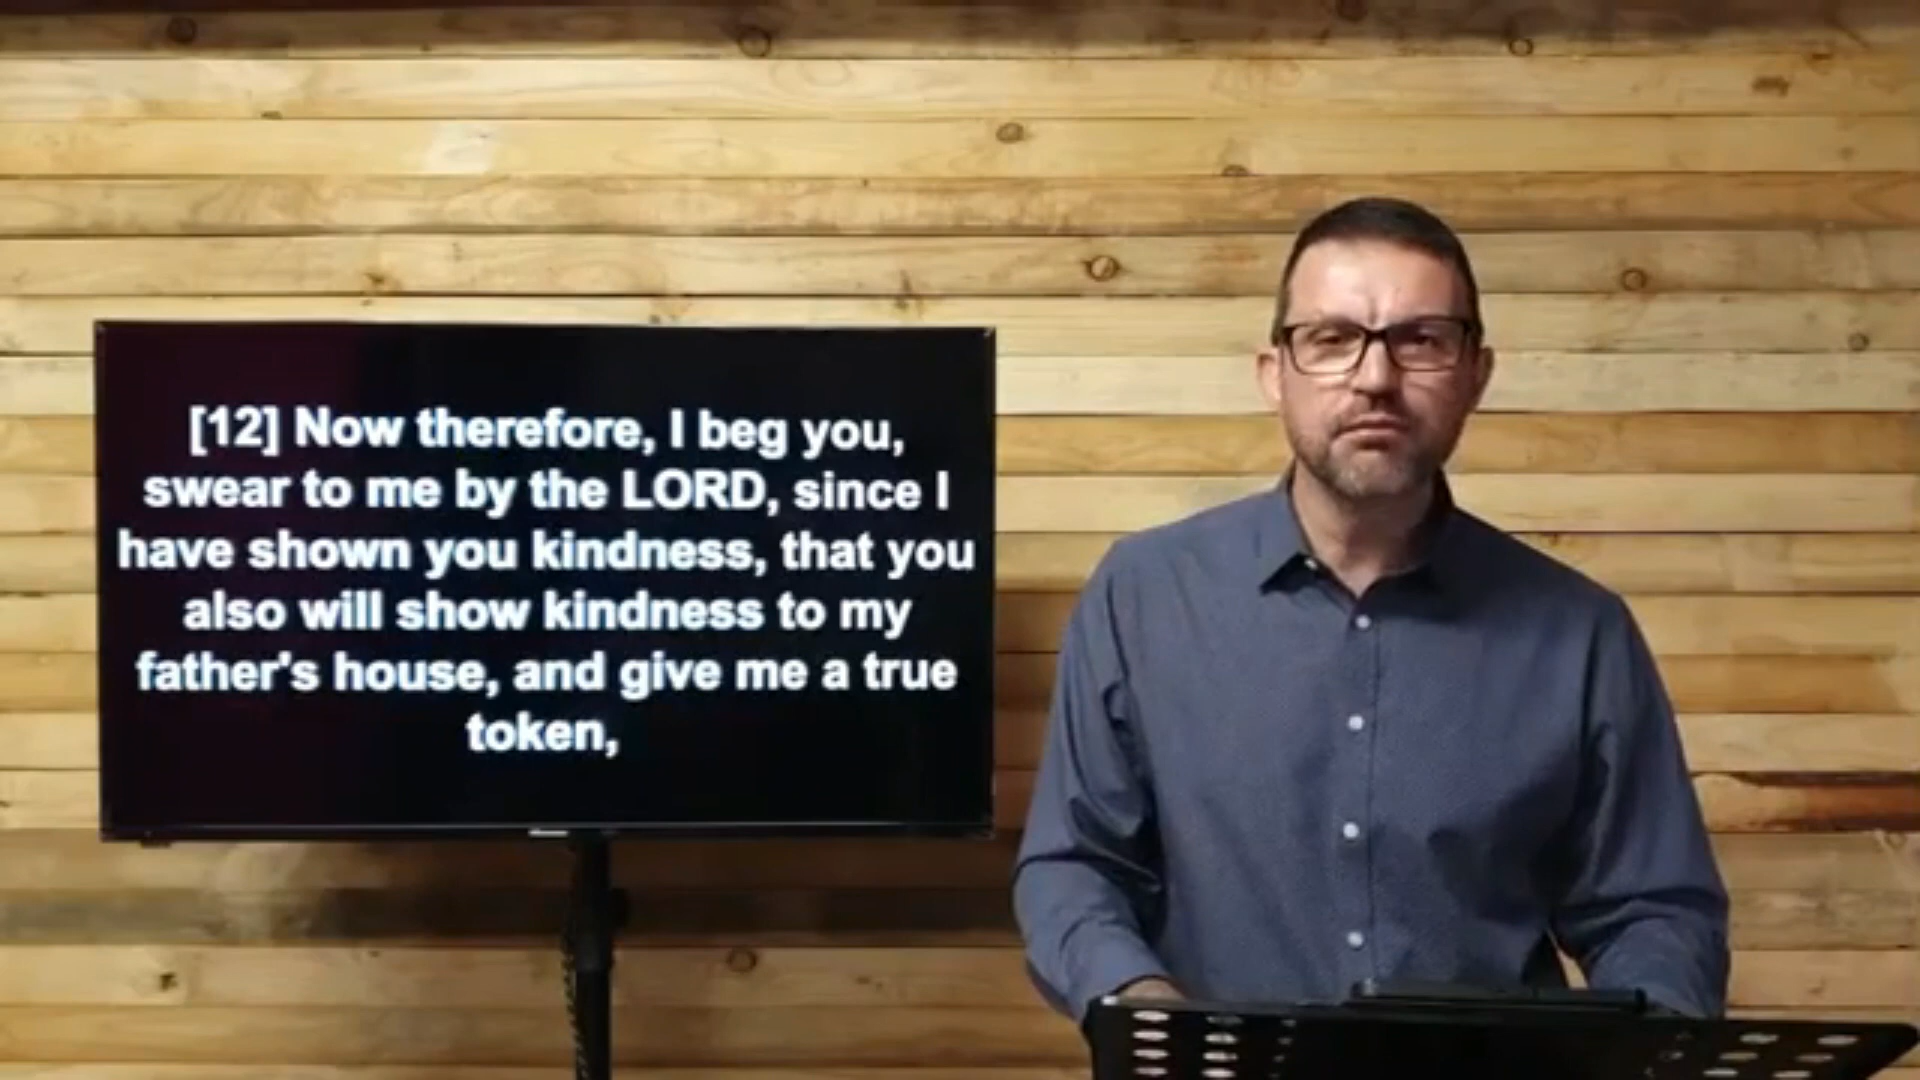 [12] Now therefore, I beg you,
swear to me by the LORD, since I
have shown you kindness, that you
also will show kindness to my
father's house, and give me a true
token,